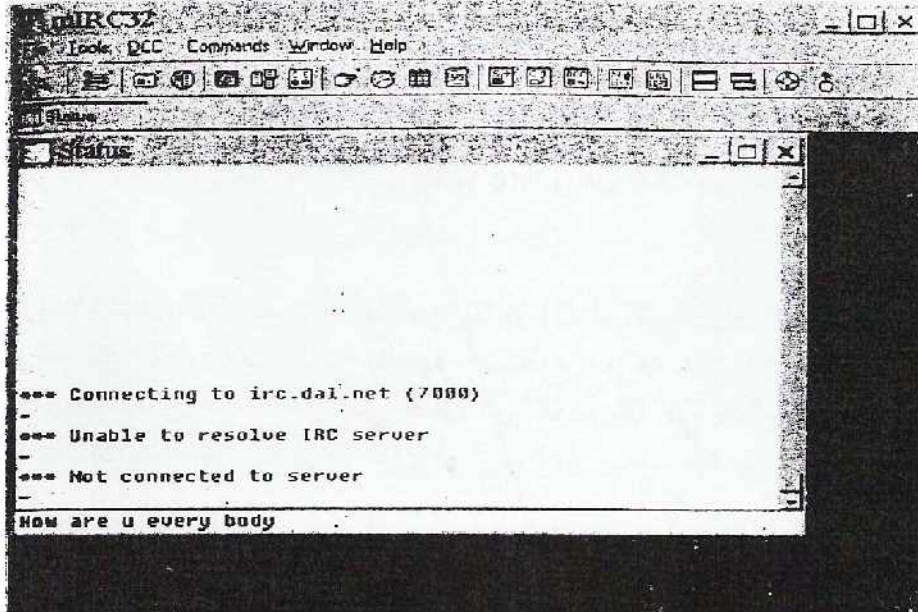 mIRC32
Tools DCC Commands Window Help
Status
Status
*** Connecting to irc.dal.net (7000)
-
*** Unable to resolve IRC server
-
*** Not connected to server
-
How are u every body